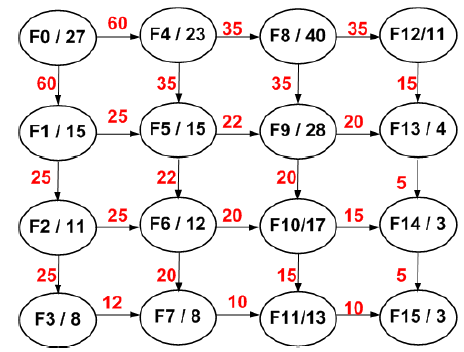 F0 / 27 60 F4 / 23 35 F8 / 40 35 F12/11
60 35 35 15
F1 / 15 25 F5 / 15 22 F9 / 28 20 F13 / 4
25 22 20 5
F2 / 11 25 F6 / 12 20 F10/17 15 F14 / 3
25 20 15 5
F3 / 8 12 F7 / 8 10 F11/13 10 F15 / 3